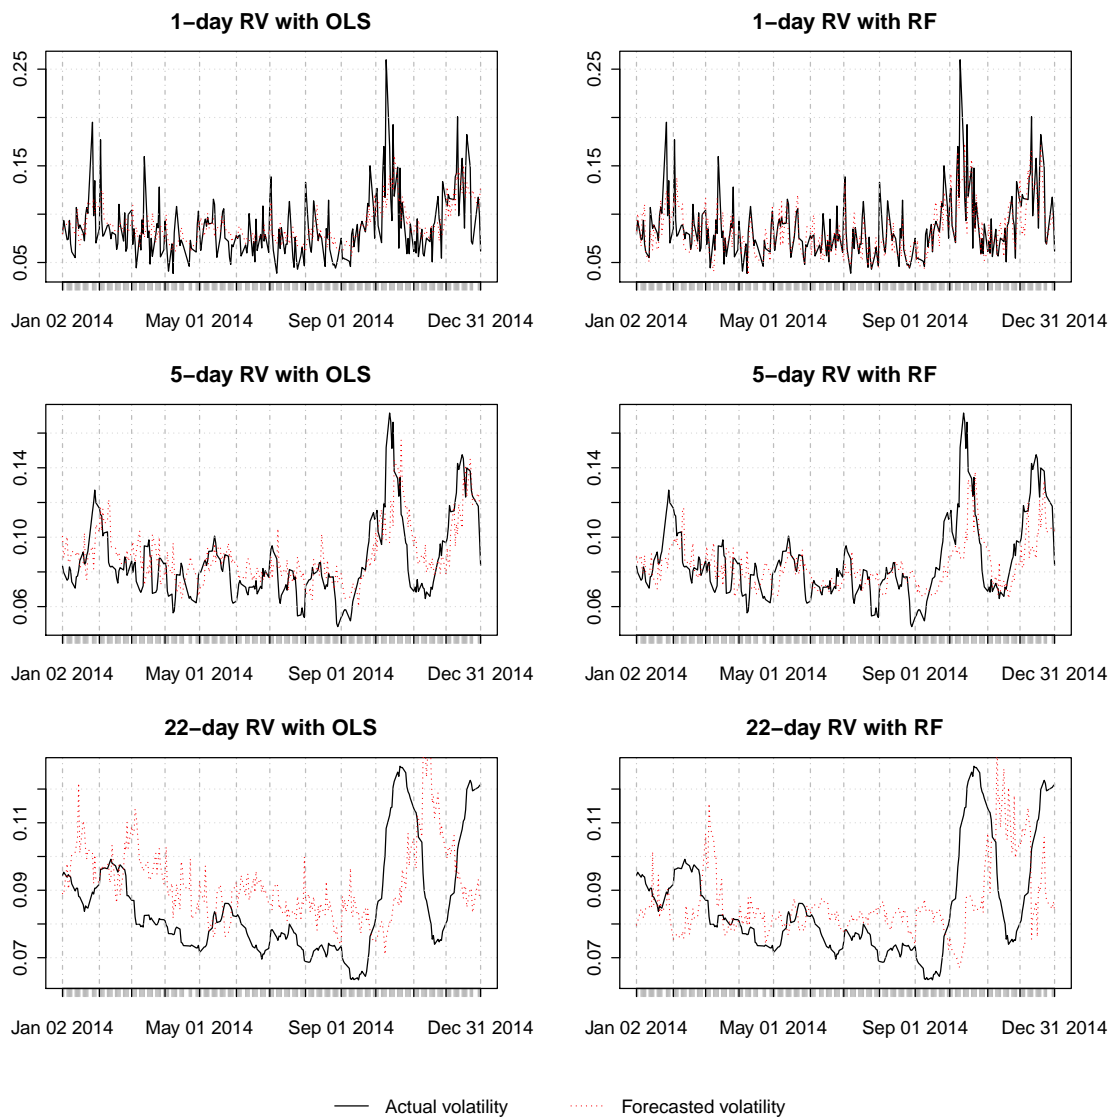 1−day RV with OLS
1−day RV with RF
0.25
0.15
0.05
Jan 02 2014 May 01 2014 Sep 01 2014 Dec 31 2014
0.25
0.15
0.05
Jan 02 2014 May 01 2014 Sep 01 2014 Dec 31 2014
5−day RV with OLS
5−day RV with RF
0.14
0.10
0.06
Jan 02 2014 May 01 2014 Sep 01 2014 Dec 31 2014
0.14
0.10
0.06
Jan 02 2014 May 01 2014 Sep 01 2014 Dec 31 2014
22−day RV with OLS
22−day RV with RF
0.11
0.09
0.07
Jan 02 2014 May 01 2014 Sep 01 2014 Dec 31 2014
0.11
0.09
0.07
Jan 02 2014 May 01 2014 Sep 01 2014 Dec 31 2014
Actual volatility Forecasted volatility